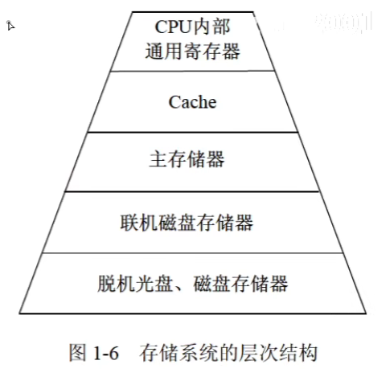 CPU内部
通用寄存器
Cache
主存储器
联机磁盘存储器
脱机光盘、磁盘存储器
图 1-6 存储系统的层次结构